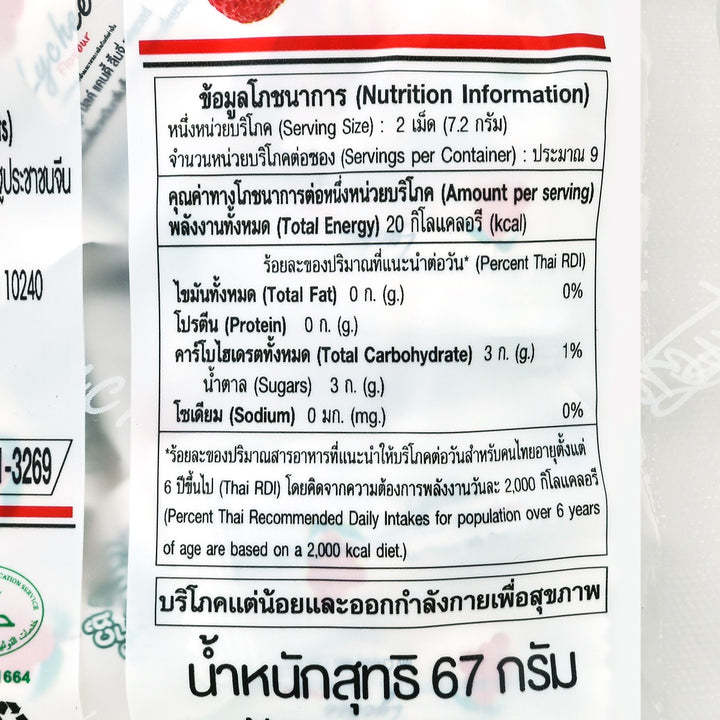 Lychee
Flavour
ประชาชนจีน
10240
-3269
1664
ข้อมูลโภชนาการ (Nutrition Information)
หนึ่งหน่วยบริโภค (Serving Size) : 2 เม็ด (7.2 กรัม)
จำนวนหน่วยบริโภคต่อซอง (Servings per Container) : ประมาณ 9
คุณค่าทางโภชนาการต่อหนึ่งหน่วยบริโภค (Amount per serving)
พลังงานทั้งหมด (Total Energy) 20 กิโลแคลอรี (kcal)
ร้อยละของปริมาณที่แนะนำต่อวัน* (Percent Thai RDI)
ไขมันทั้งหมด (Total Fat) 0 ก. (g.) 0%
โปรตีน (Protein) 0 ก. (g.)
คาร์โบไฮเดรตทั้งหมด (Total Carbohydrate) 3 ก. (g.) 1%
น้ำตาล (Sugars) 3 ก. (g.)
โซเดียม (Sodium) 0 มก. (mg.) 0%
*ร้อยละของปริมาณสารอาหารที่แนะนำให้บริโภคต่อวันสำหรับคนไทยอายุตั้งแต่
6 ปีขึ้นไป (Thai RDI) โดยคิดจากความต้องการพลังงานวันละ 2,000 กิโลแคลอรี
(Percent Thai Recommended Daily Intakes for population over 6 years
of age are based on a 2,000 kcal diet.)
บริโภคแต่น้อยและออกกำลังกายเพื่อสุขภาพ
น้ำหนักสุทธิ 67 กรัม